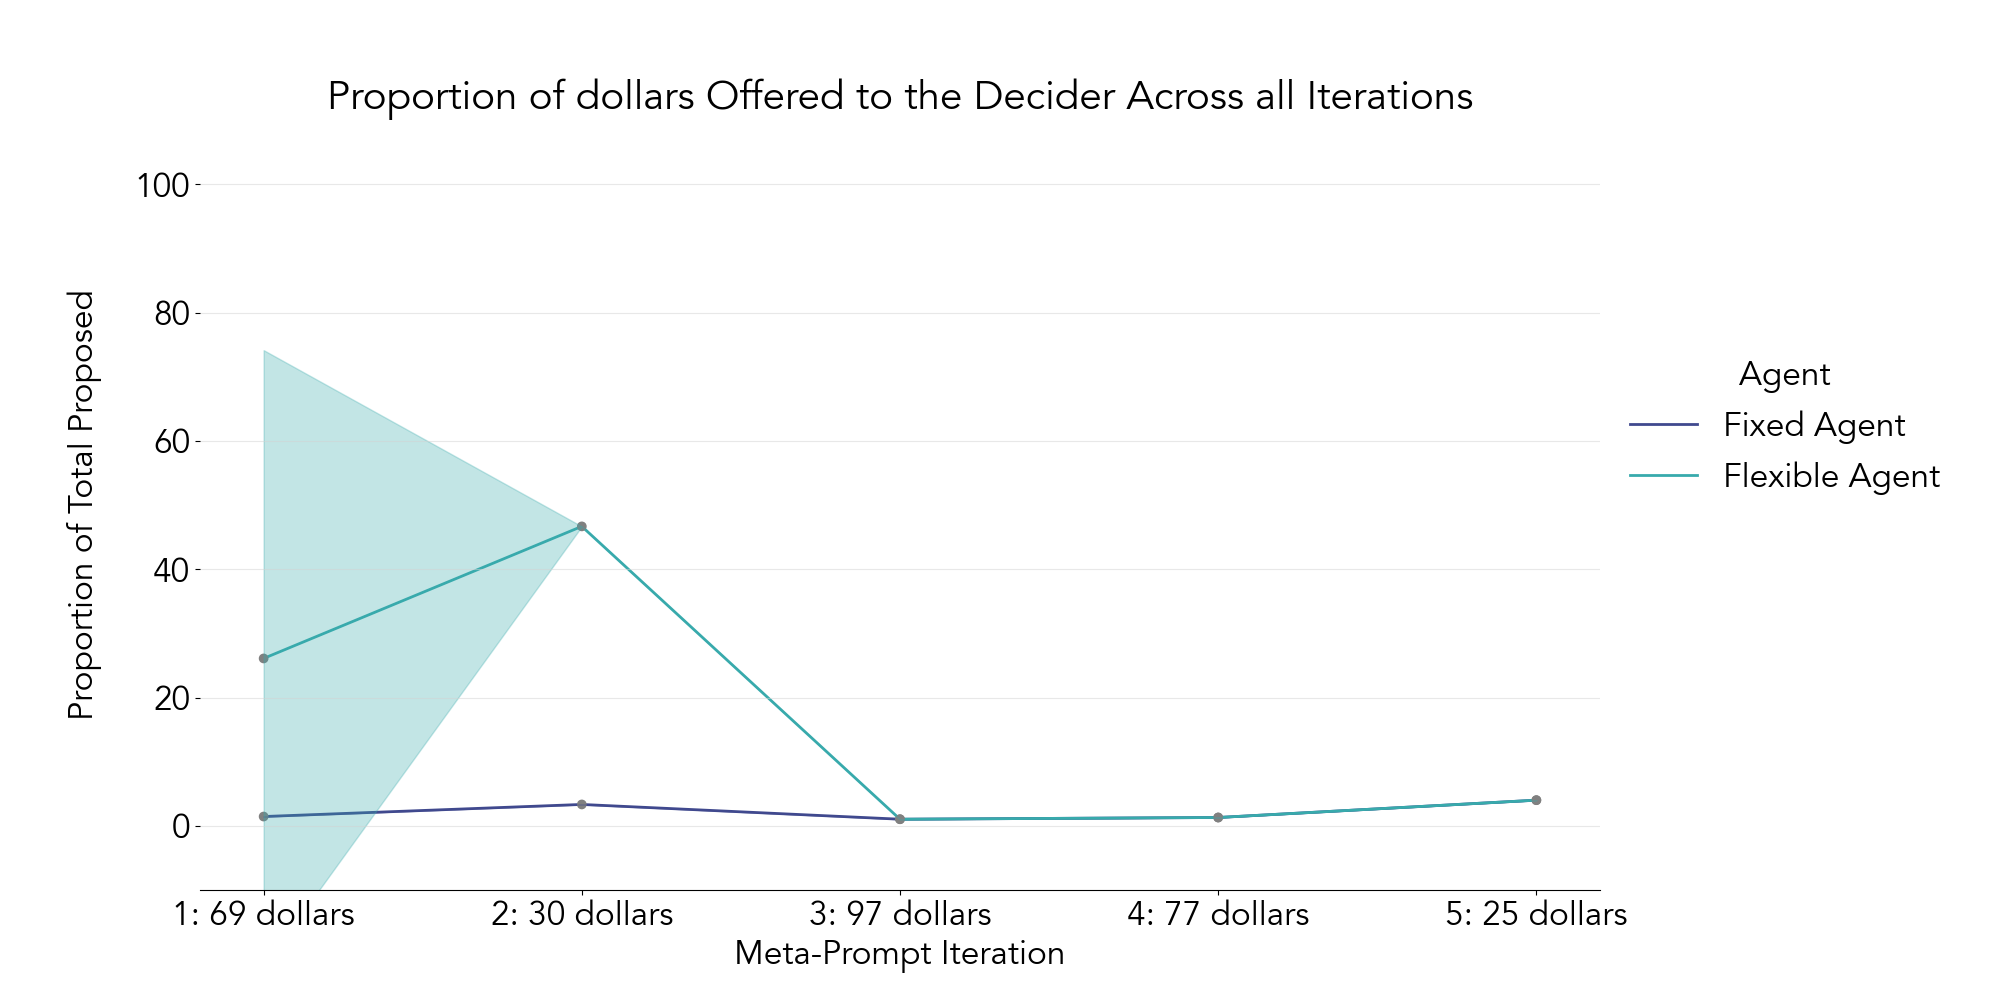 Proportion of dollars Offered to the Decider Across all Iterations
100
80
60
40
20
0
Proportion of Total Proposed
1: 69 dollars
2: 30 dollars
3: 97 dollars
4: 77 dollars
5: 25 dollars
Meta-Prompt Iteration
Agent
Fixed Agent
Flexible Agent